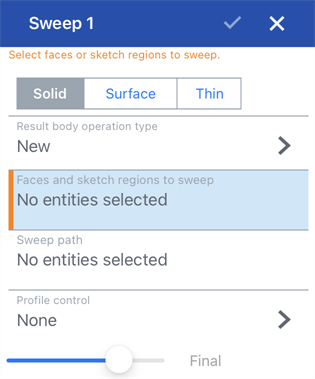 Sweep 1
Select faces or sketch regions to sweep.
Solid Surface Thin
Result body operation type
New
Faces and sketch regions to sweep
No entities selected
Sweep path
No entities selected
Profile control
None
Final